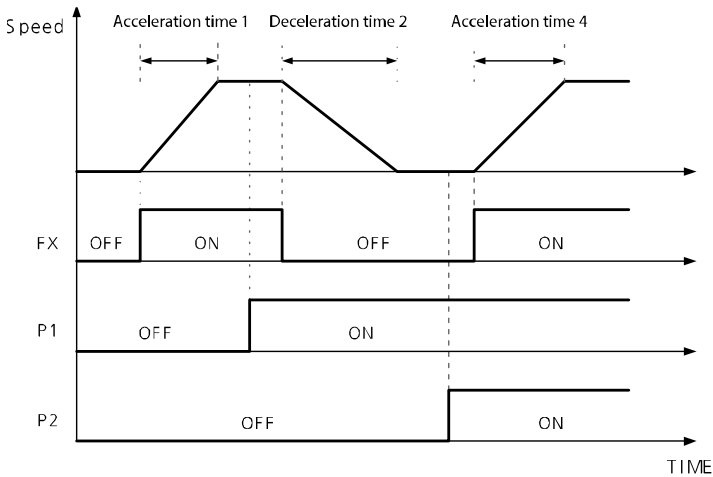 Speed
Acceleration time 1
Deceleration time 2
Acceleration time 4
FX
OFF
ON
OFF
ON
P1
OFF
ON
P2
OFF
ON
TIME